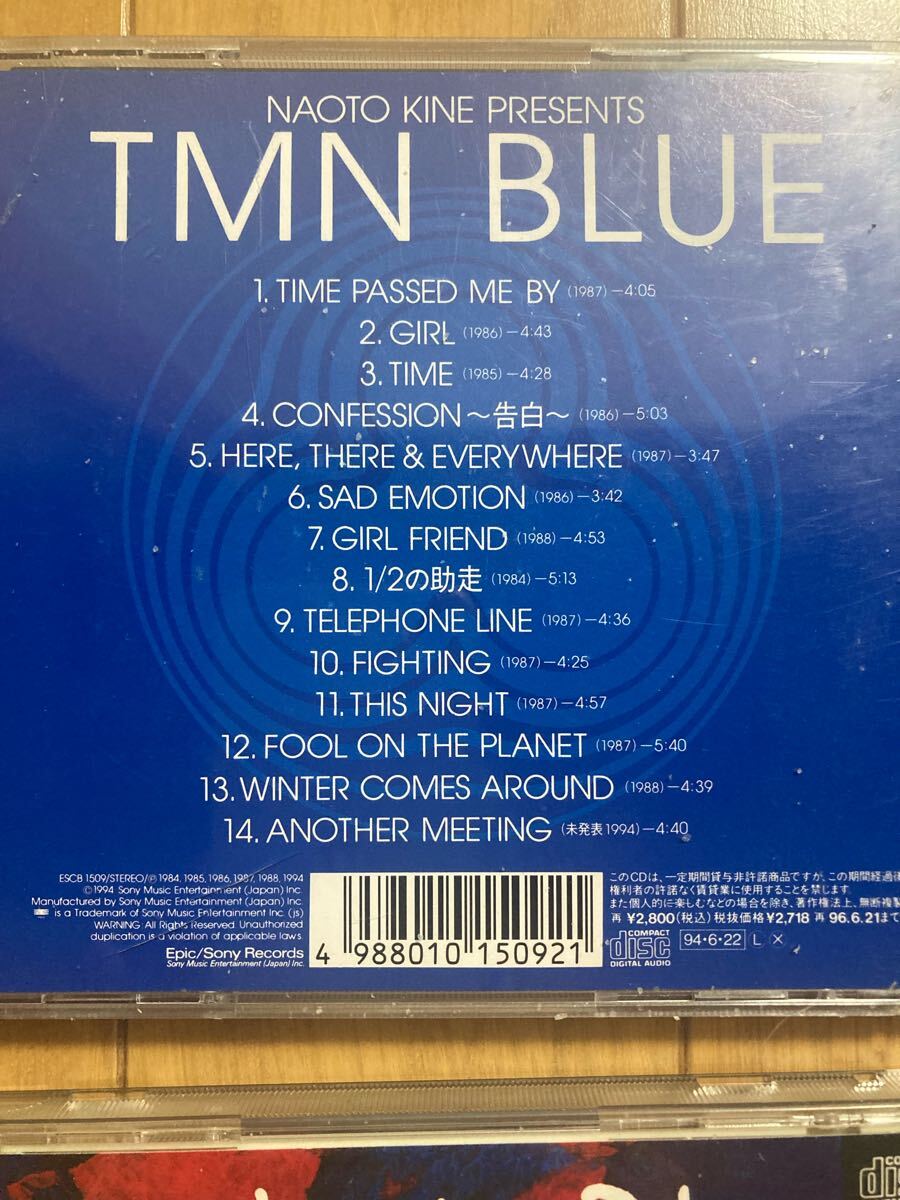 NAOTO KINE PRESENTS
TMN BLUE
1. TIME PASSED ME BY (1987)－4:05
2. GIRL (1986)－4:43
3. TIME (1985)－4:28
4. CONFESSION～告白～ (1986)－5:03
5. HERE, THERE & EVERYWHERE (1987)－3:47
6. SAD EMOTION (1986)－3:42
7. GIRL FRIEND (1988)－4:53
8. 1/2の助走 (1984)－5:13
9. TELEPHONE LINE (1987)－4:36
10. FIGHTING (1987)－4:25
11. THIS NIGHT (1987)－4:57
12. FOOL ON THE PLANET (1987)－5:40
13. WINTER COMES AROUND (1988)－4:39
14. ANOTHER MEETING (未発表1994)－4:40
ESCB 1509/STEREO/Ⓟ1984, 1985, 1986, 1987, 1988, 1994
©1994 Sony Music Entertainment (Japan) Inc.
Manufactured by Sony Music Entertainment (Japan) Inc.
is a Trademark of Sony Music Entertainment Inc. (js)
WARNING: All Rights Reserved. Unauthorized
duplication is a violation of applicable laws.
Epic/Sony Records
Sony Music Entertainment (Japan) Inc.
4 988010 150921
このCDは、一定期間貸与非許諾商品ですが、この期間経過後
権利者の許諾なく賃貸業に使用することを禁じます
また個人的に楽しむなどの場合を除き、著作権法上、無断複製
再 ¥2,800(税込)税抜価格¥2,718 再 96.6.21まで
COMPACT disc DIGITAL AUDIO
94・6・22 L X